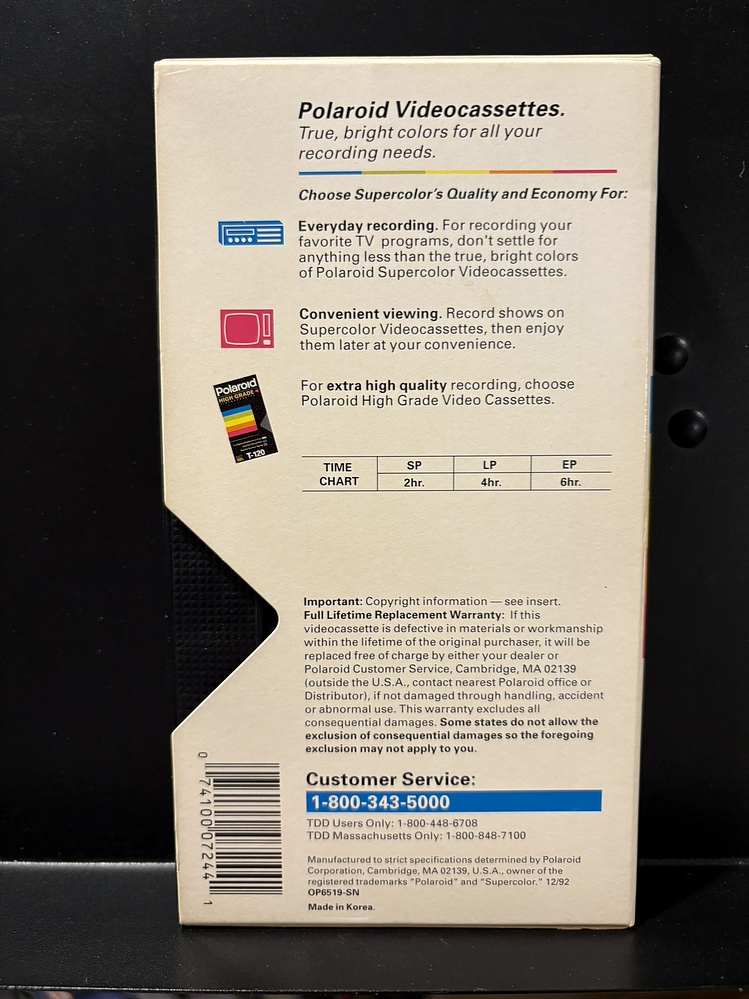 Polaroid Videocassettes.
True, bright colors for all your
recording needs.
Choose Supercolor's Quality and Economy For:
Everyday recording. For recording your
favorite TV programs, don't settle for
anything less than the true, bright colors
of Polaroid Supercolor Videocassettes.
Convenient viewing. Record shows on
Supercolor Videocassettes, then enjoy
them later at your convenience.
Polaroid
HIGH GRADE
T-120
For extra high quality recording, choose
Polaroid High Grade Video Cassettes.
TIME CHART SP LP EP
2hr. 4hr. 6hr.
Important: Copyright information — see insert.
Full Lifetime Replacement Warranty: If this
videocassette is defective in materials or workmanship
within the lifetime of the original purchaser, it will be
replaced free of charge by either your dealer or
Polaroid Customer Service, Cambridge, MA 02139
(outside the U.S.A., contact nearest Polaroid office or
Distributor), if not damaged through handling, accident
or abnormal use. This warranty excludes all
consequential damages. Some states do not allow the
exclusion of consequential damages so the foregoing
exclusion may not apply to you.
0 74100 07244 1
Customer Service:
1-800-343-5000
TDD Users Only: 1-800-448-6708
TDD Massachusetts Only: 1-800-848-7100
Manufactured to strict specifications determined by Polaroid
Corporation, Cambridge, MA 02139, U.S.A., owner of the
registered trademarks "Polaroid" and "Supercolor." 12/92
OP6519-SN
Made in Korea.